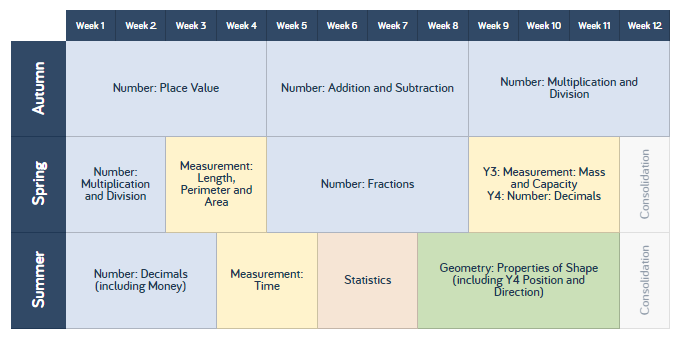 Week 1 Week 2 Week 3 Week 4 Week 5 Week 6 Week 7 Week 8 Week 9 Week 10 Week 11 Week 12
Autumn
Number: Place Value
Number: Addition and Subtraction
Number: Multiplication and
Division
Spring
Number:
Multiplication
and Division
Measurement:
Length,
Perimeter and
Area
Number: Fractions
Y3: Measurement: Mass
and Capacity
Y4: Number: Decimals
Consolidation
Summer
Number: Decimals
(including Money)
Measurement:
Time
Statistics
Geometry: Properties of Shape
(including Y4 Position and
Direction)
Consolidation